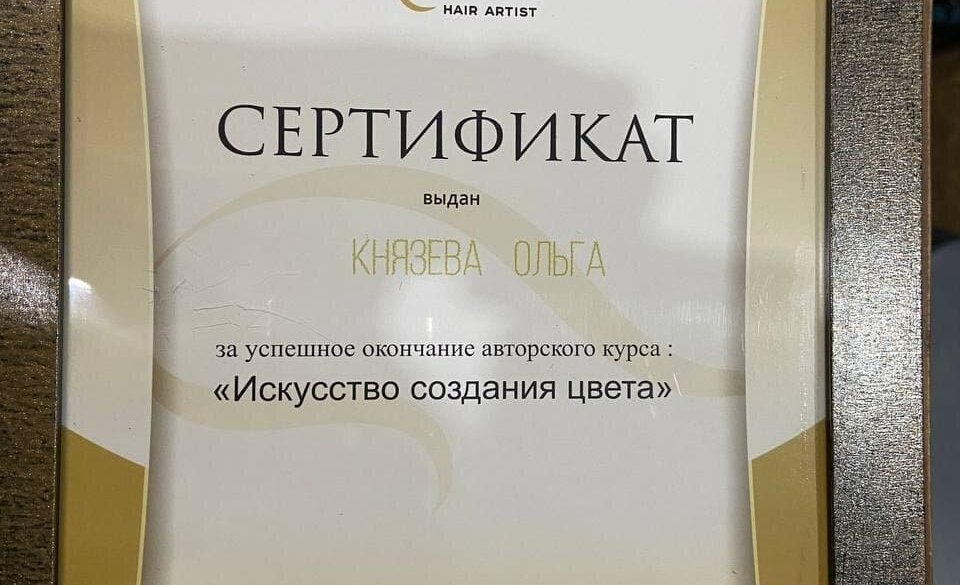 HAIR ARTIST
СЕРТИФИКАТ
выдан
КНЯЗЕВА ОЛЬГА
за успешное окончание авторского курса :
«Искусство создания цвета»